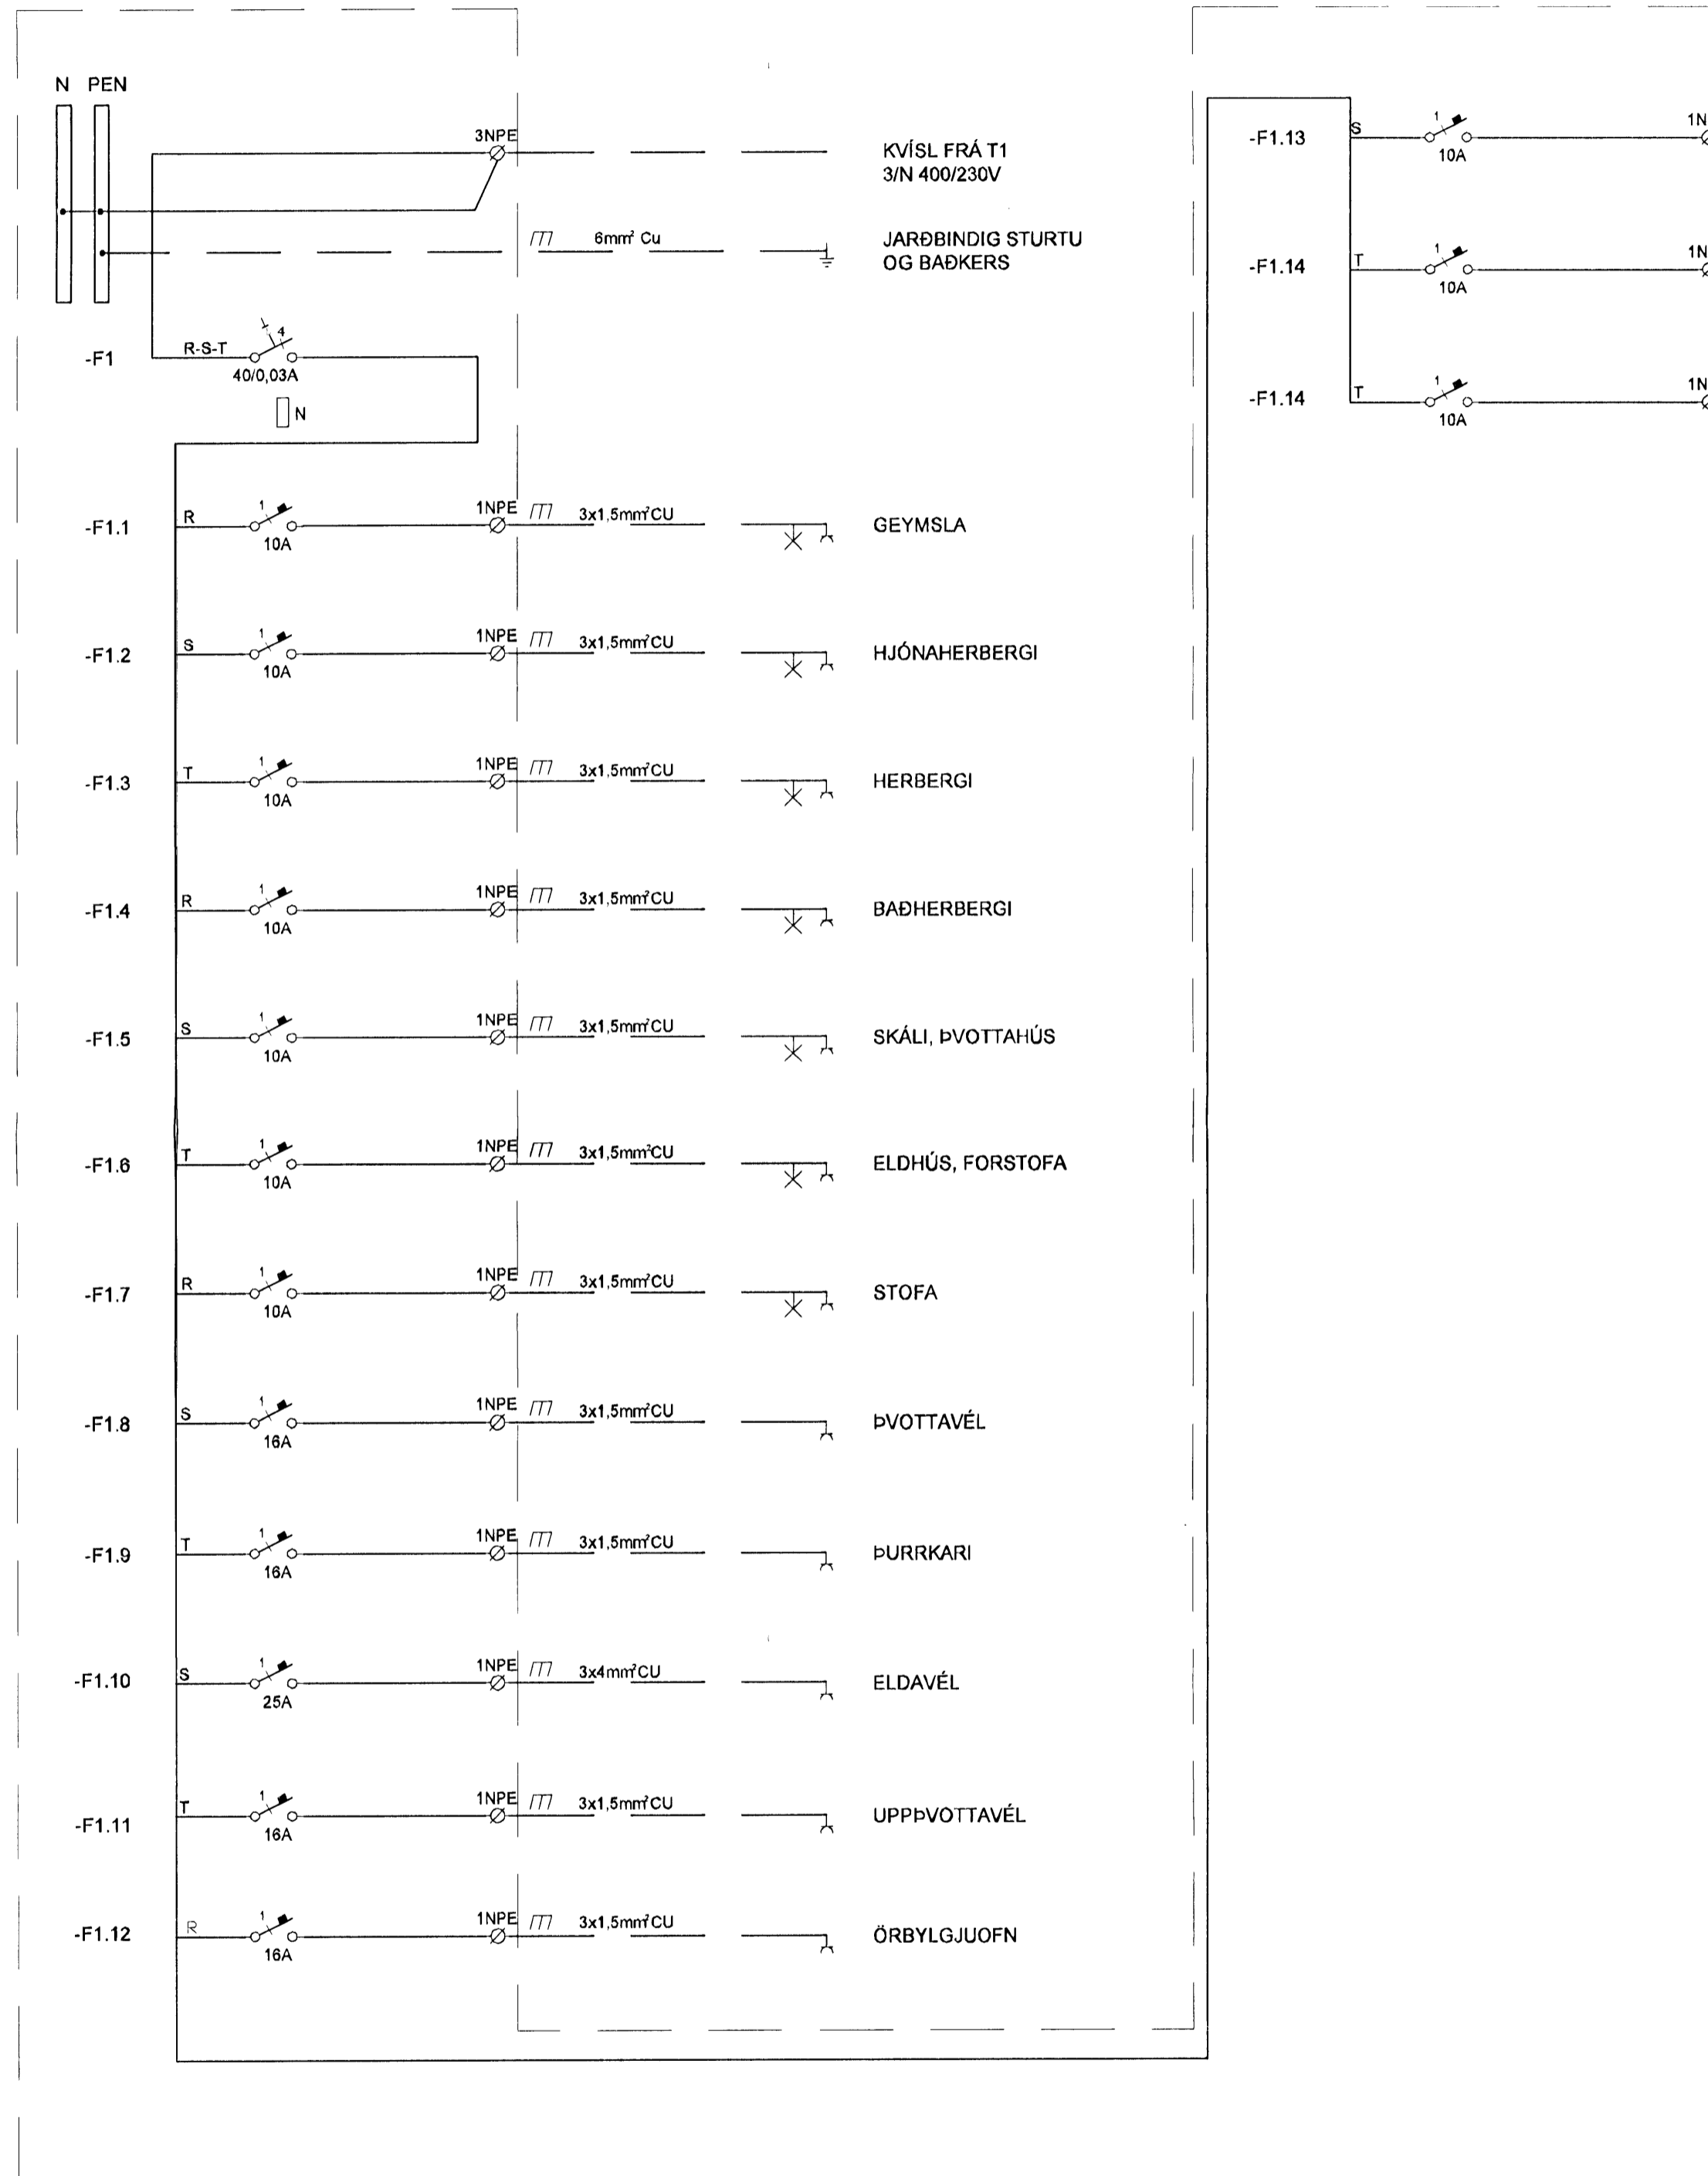 N PEN
3NPE
KVÍSL FRÁ T1
3/N 400/230V
6mm² Cu
JARÐBINDIG STURTU
OG BAÐKERS
-F1
R-S-T
4
40/0,03A
N
-F1.1 R 1 10A 1NPE 3x1,5mm²CU GEYMSLA
-F1.2 S 1 10A 1NPE 3x1,5mm²CU HJÓNAHERBERGI
-F1.3 T 1 10A 1NPE 3x1,5mm²CU HERBERGI
-F1.4 R 1 10A 1NPE 3x1,5mm²CU BAÐHERBERGI
-F1.5 S 1 10A 1NPE 3x1,5mm²CU SKÁLI, ÞVOTTAHÚS
-F1.6 T 1 10A 1NPE 3x1,5mm²CU ELDHÚS, FORSTOFA
-F1.7 R 1 10A 1NPE 3x1,5mm²CU STOFA
-F1.8 S 1 16A 1NPE 3x1,5mm²CU ÞVOTTAVÉL
-F1.9 T 1 16A 1NPE 3x1,5mm²CU ÞURRKARI
-F1.10 S 1 25A 1NPE 3x4mm²CU ELDAVÉL
-F1.11 T 1 16A 1NPE 3x1,5mm²CU UPPÞVOTTAVÉL
-F1.12 R 1 16A 1NPE 3x1,5mm²CU ÖRBYLGJUOFN
-F1.13 S 1 10A 1N
-F1.14 T 1 10A 1N
-F1.14 T 1 10A 1N